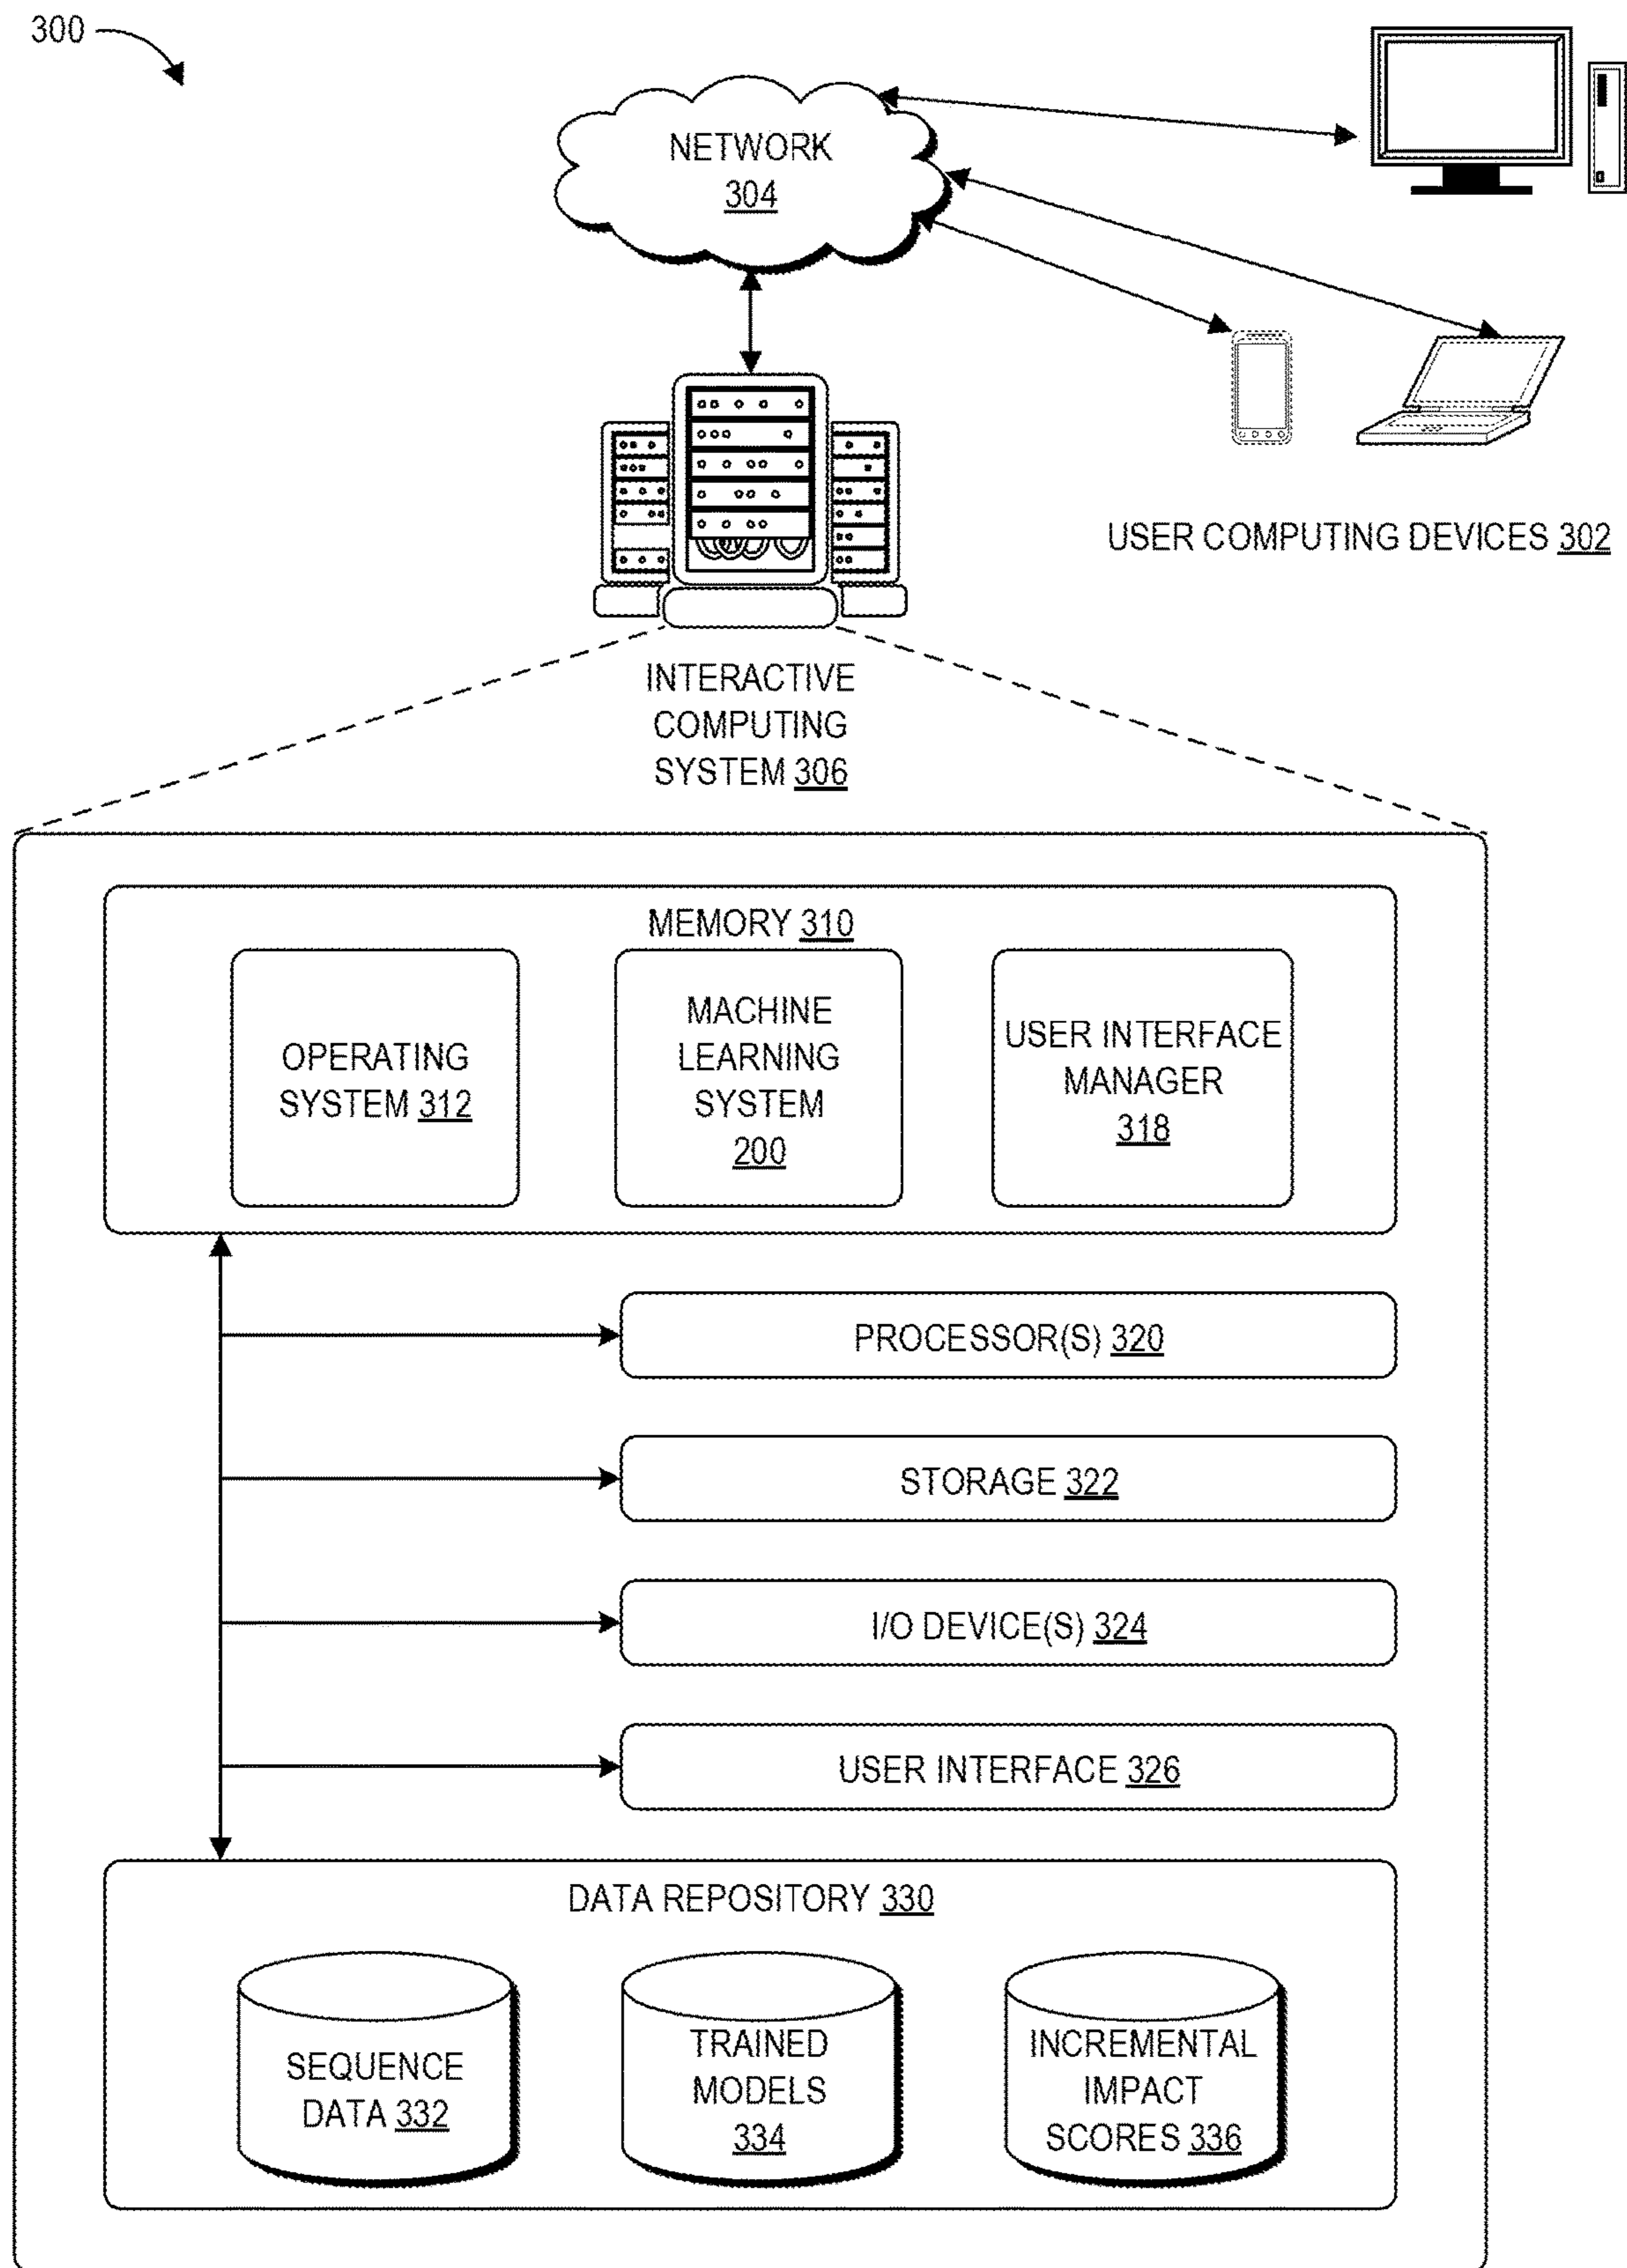 300
NETWORK
304
USER COMPUTING DEVICES 302
INTERACTIVE
COMPUTING
SYSTEM 306
MEMORY 310
OPERATING
SYSTEM 312
MACHINE
LEARNING
SYSTEM
200
USER INTERFACE
MANAGER
318
PROCESSOR(S) 320
STORAGE 322
I/O DEVICE(S) 324
USER INTERFACE 326
DATA REPOSITORY 330
SEQUENCE
DATA 332
TRAINED
MODELS
334
INCREMENTAL
IMPACT
SCORES 336